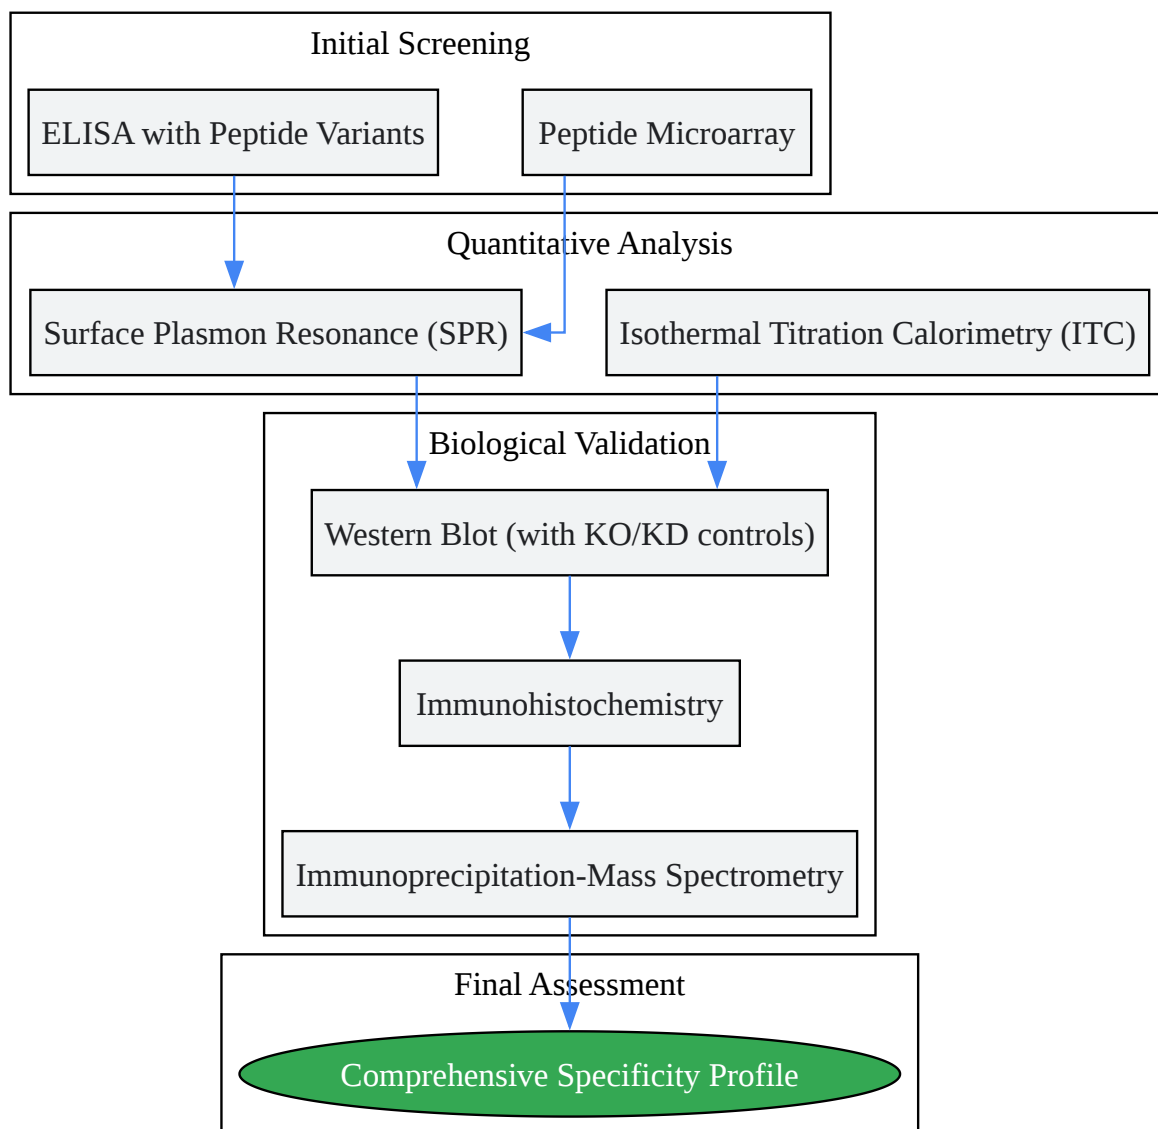 Initial Screening
ELISA with Peptide Variants
Peptide Microarray
Quantitative Analysis
Surface Plasmon Resonance (SPR)
Isothermal Titration Calorimetry (ITC)
Biological Validation
Western Blot (with KO/KD controls)
Immunohistochemistry
Immunoprecipitation-Mass Spectrometry
Final Assessment
Comprehensive Specificity Profile